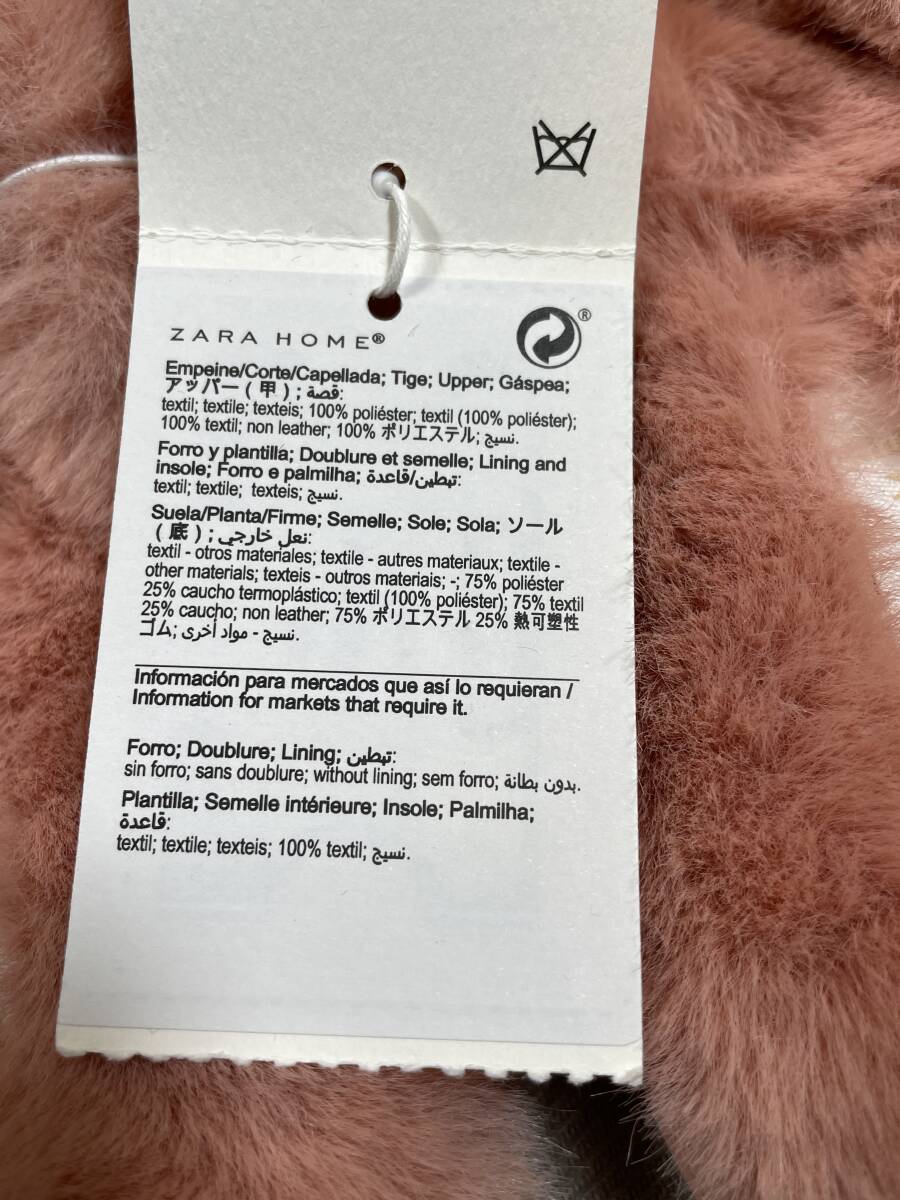 ZARA HOME®
®
Empeine/Corte/Capellada; Tige; Upper; Gáspea;
アッパー ( 甲 ) ; قصة:
textil; textile; texteis; 100% poliéster; textil (100% poliéster);
100% textil; non leather; 100% ポリエステル; نسيج.
Forro y plantilla; Doublure et semelle; Lining and
insole; Forro e palmilha; تبطين/قاعدة:
textil; textile; texteis; نسيج.
Suela/Planta/Firme; Semelle; Sole; Sola; ソール
( 底 ) ; نعل خارجي:
textil - otros materiales; textile - autres materiaux; textile -
other materials; texteis - outros materiais; -; 75% poliéster
25% caucho termoplástico; textil (100% poliéster); 75% textil
25% caucho; non leather; 75% ポリエステル 25% 熱可塑性
ゴム; نسيج - مواد أخرى.
Información para mercados que así lo requieran /
Information for markets that require it.
Forro; Doublure; Lining; تبطين:
sin forro; sans doublure; without lining; sem forro; بدون بطانة.
Plantilla; Semelle intérieure; Insole; Palmilha;
قاعدة:
textil; textile; texteis; 100% textil; نسيج.